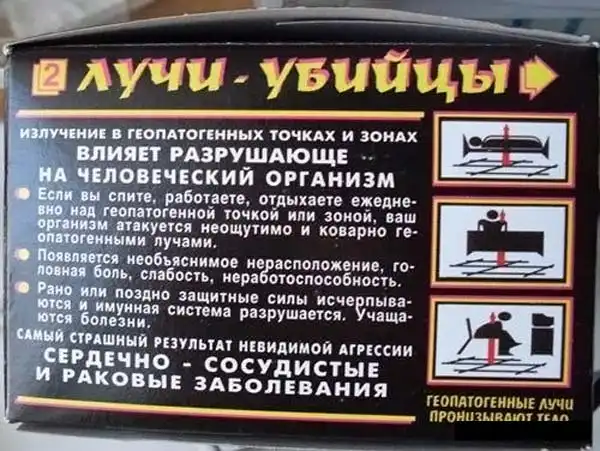 2 ЛУЧИ - УБИЙЦЫ
ИЗЛУЧЕНИЕ В ГЕОПАТОГЕННЫХ ТОЧКАХ И ЗОНАХ
ВЛИЯЕТ РАЗРУШАЮЩЕ
НА ЧЕЛОВЕЧЕСКИЙ ОРГАНИЗМ
Если вы спите, работаете, отдыхаете ежедне-
вно над геопатогенной точкой или зоной, ваш
организм атакуется неощутимо и коварно ге-
опатогенными лучами.
Появляется необъяснимое нерасположение, го-
ловная боль, слабость, неработоспособность.
Рано или поздно защитные силы исчерпыва-
ются и имунная система разрушается. Учаща-
ются болезни.
САМЫЙ СТРАШНЫЙ РЕЗУЛЬТАТ НЕВИДИМОЙ АГРЕССИИ
СЕРДЕЧНО - СОСУДИСТЫЕ
И РАКОВЫЕ ЗАБОЛЕВАНИЯ
ГЕОПАТОГЕННЫЕ ЛУЧИ
ПРОНИЗЫВАЮТ ТЕЛО